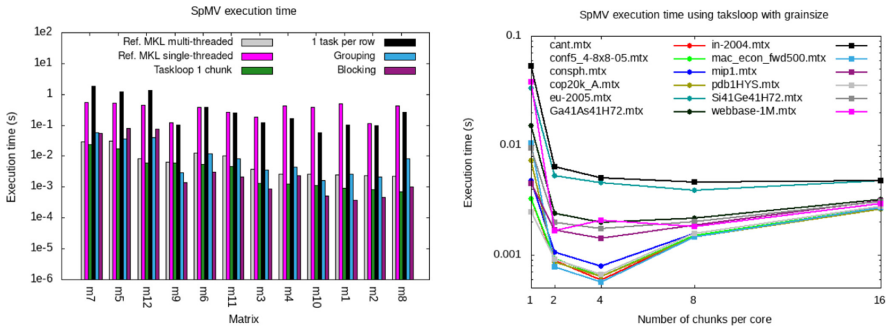 SpMV execution time
Execution time (s)
1e2
1e1
1
1e-1
1e-2
1e-3
1e-4
1e-5
1e-6
Ref. MKL multi-threaded
Ref. MKL single-threaded
Taskloop 1 chunk
1 task per row
Grouping
Blocking
m7 m5 m12 m9 m6 m11 m3 m4 m10 m1 m2 m8
Matrix
SpMV execution time using taksloop with grainsize
Execution time (s)
0.1
0.01
0.001
cant.mtx
conf5_4-8x8-05.mtx
consph.mtx
cop20k_A.mtx
eu-2005.mtx
Ga41As41H72.mtx
in-2004.mtx
mac_econ_fwd500.mtx
mip1.mtx
pdb1HYS.mtx
Si41Ge41H72.mtx
webbase-1M.mtx
1 2 4 8 16
Number of chunks per core